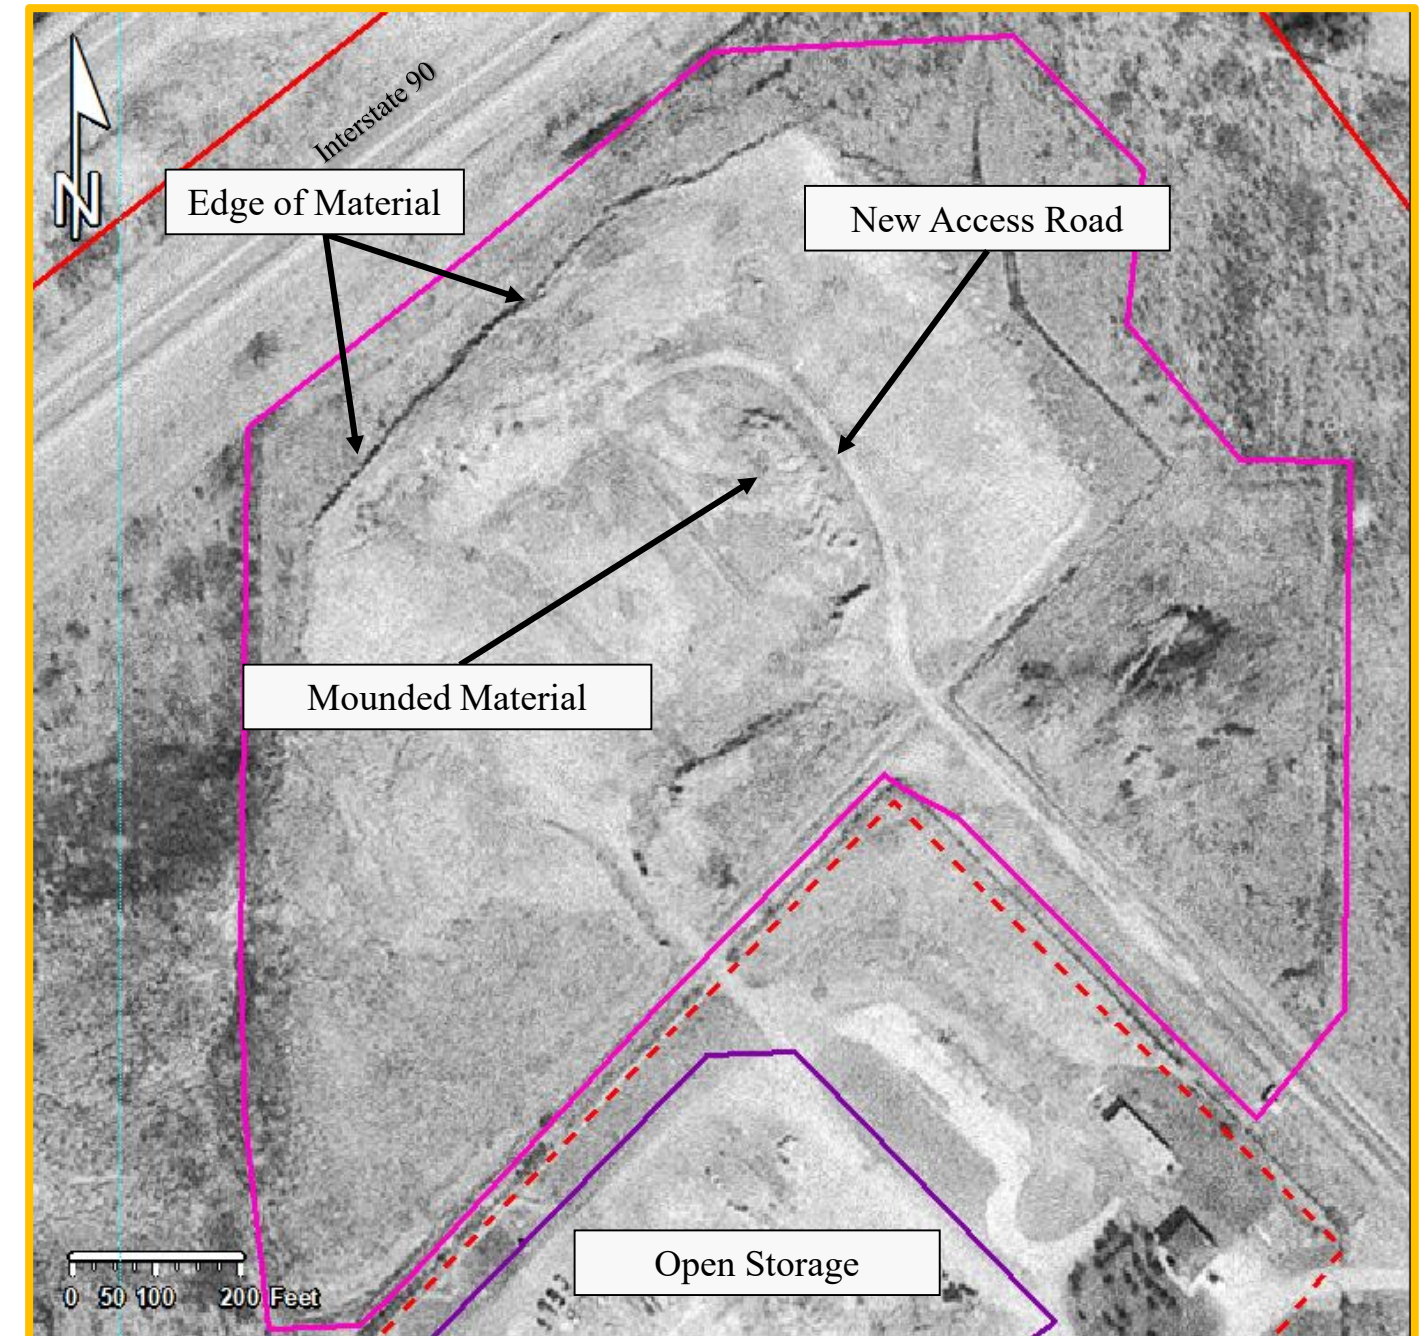 Interstate 90
N
Edge of Material
New Access Road
Mounded Material
Open Storage
0 50 100 200 Feet